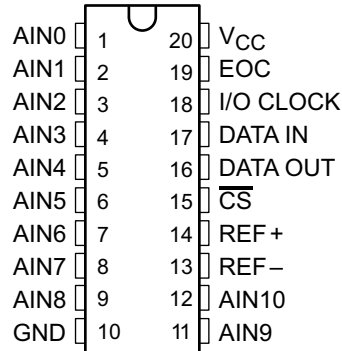 AIN0 1 20 VCC
AIN1 2 19 EOC
AIN2 3 18 I/O CLOCK
AIN3 4 17 DATA IN
AIN4 5 16 DATA OUT
AIN5 6 15 C̅S̅
AIN6 7 14 REF+
AIN7 8 13 REF–
AIN8 9 12 AIN10
GND 10 11 AIN9